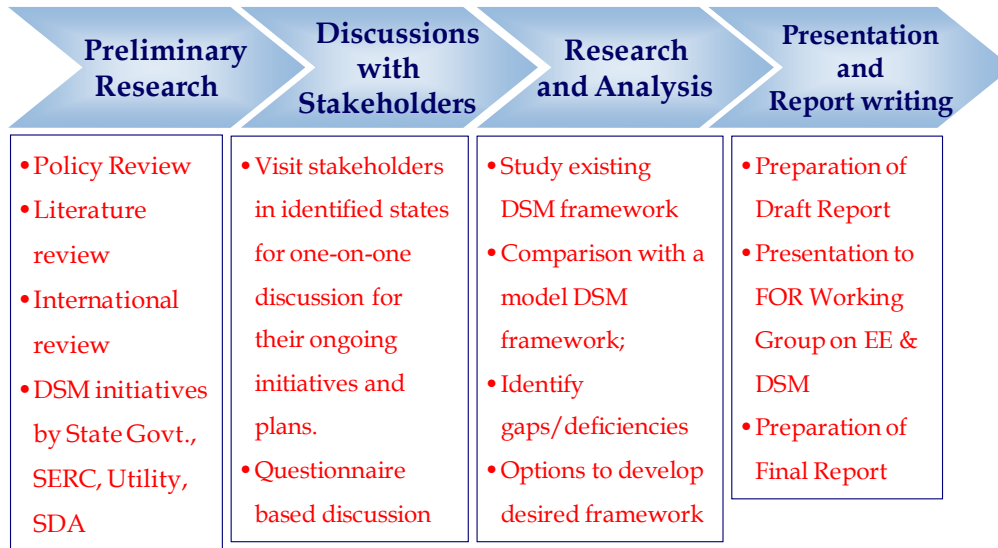 Preliminary
Research
• Policy Review
• Literature
review
• International
review
• DSM initiatives
by State Govt.,
SERC, Utility,
SDA
Discussions
with
Stakeholders
• Visit stakeholders
in identified states
for one-on-one
discussion for
their ongoing
initiatives and
plans.
• Questionnaire
based discussion
Research
and Analysis
• Study existing
DSM framework
• Comparison with a
model DSM
framework;
• Identify
gaps/deficiencies
• Options to develop
desired framework
Presentation
and
Report writing
• Preparation of
Draft Report
• Presentation to
FOR Working
Group on EE &
DSM
• Preparation of
Final Report